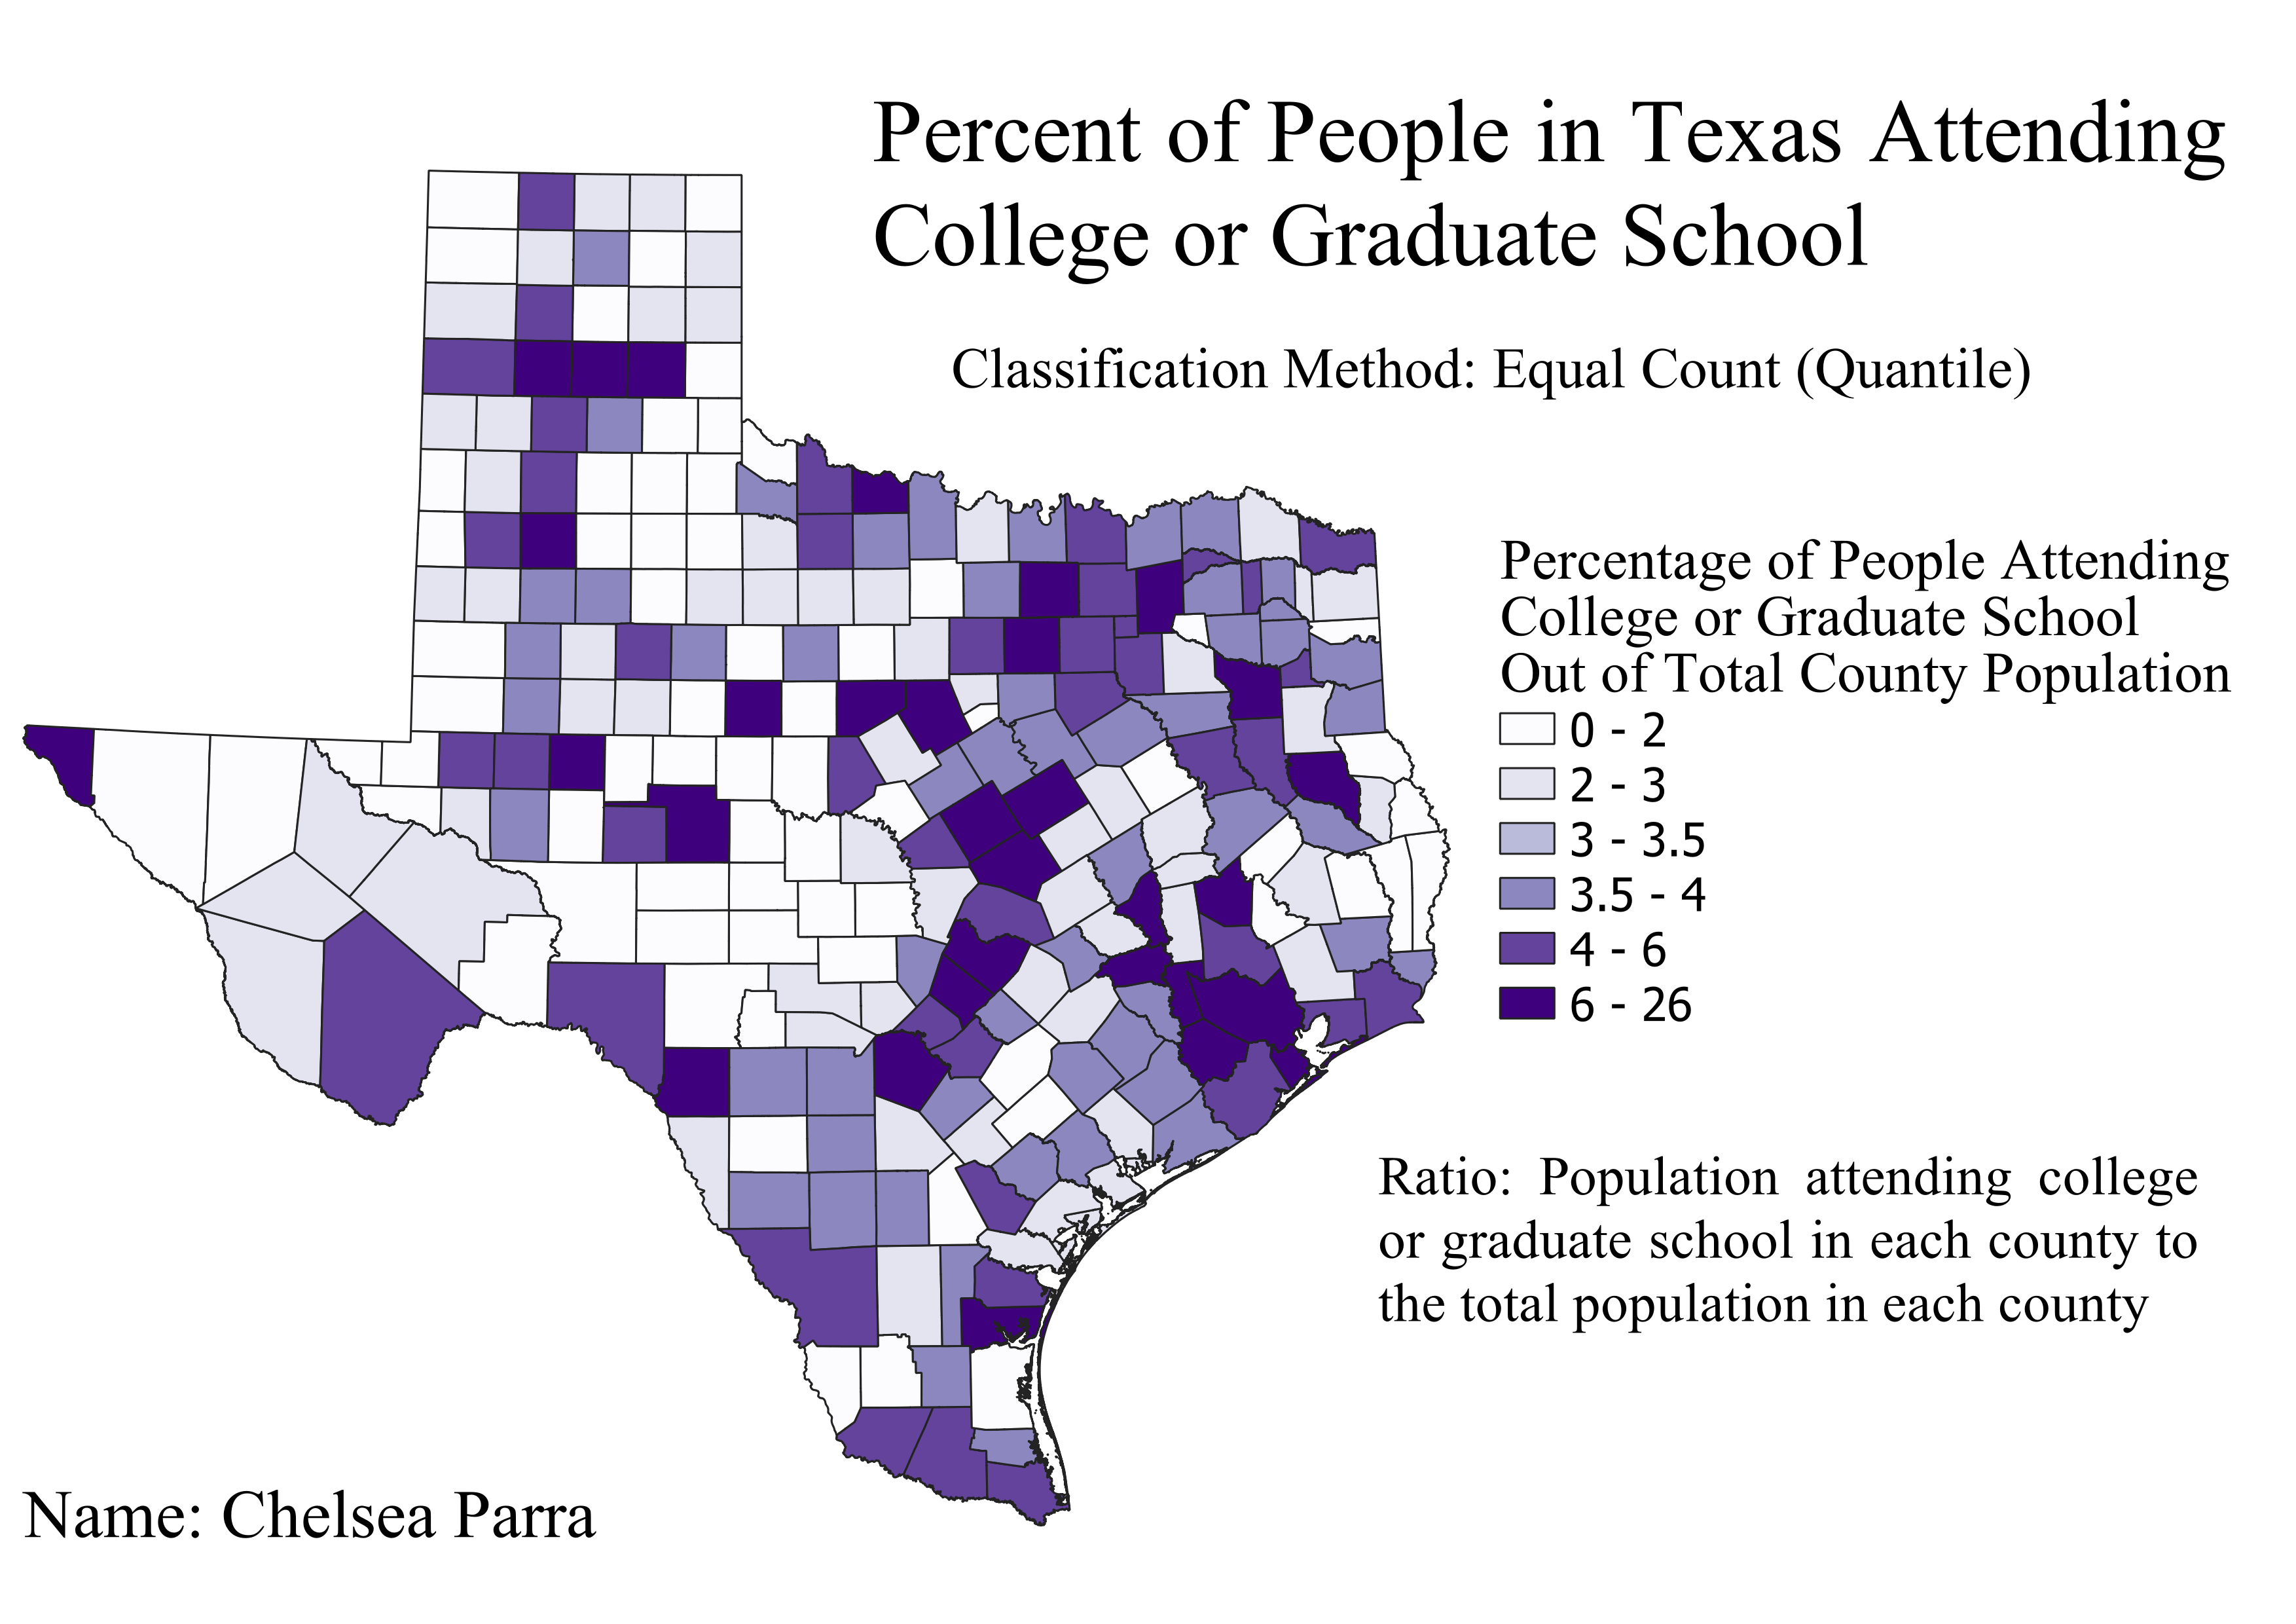 Percent of People in Texas Attending
College or Graduate School
Classification Method: Equal Count (Quantile)
Percentage of People Attending
College or Graduate School
Out of Total County Population
0 - 2
2 - 3
3 - 3.5
3.5 - 4
4 - 6
6 - 26
Ratio: Population attending college
or graduate school in each county to
the total population in each county
Name: Chelsea Parra